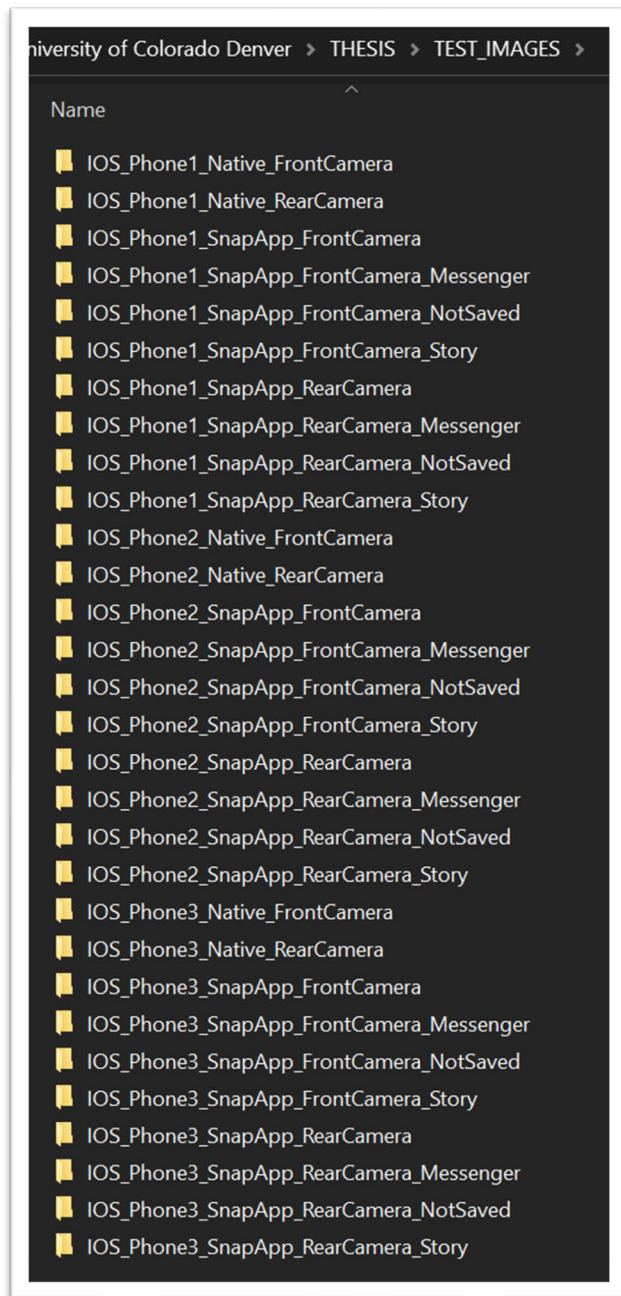 niversity of Colorado Denver > THESIS > TEST_IMAGES >
Name
IOS_Phone1_Native_FrontCamera
IOS_Phone1_Native_RearCamera
IOS_Phone1_SnapApp_FrontCamera
IOS_Phone1_SnapApp_FrontCamera_Messenger
IOS_Phone1_SnapApp_FrontCamera_NotSaved
IOS_Phone1_SnapApp_FrontCamera_Story
IOS_Phone1_SnapApp_RearCamera
IOS_Phone1_SnapApp_RearCamera_Messenger
IOS_Phone1_SnapApp_RearCamera_NotSaved
IOS_Phone1_SnapApp_RearCamera_Story
IOS_Phone2_Native_FrontCamera
IOS_Phone2_Native_RearCamera
IOS_Phone2_SnapApp_FrontCamera
IOS_Phone2_SnapApp_FrontCamera_Messenger
IOS_Phone2_SnapApp_FrontCamera_NotSaved
IOS_Phone2_SnapApp_FrontCamera_Story
IOS_Phone2_SnapApp_RearCamera
IOS_Phone2_SnapApp_RearCamera_Messenger
IOS_Phone2_SnapApp_RearCamera_NotSaved
IOS_Phone2_SnapApp_RearCamera_Story
IOS_Phone3_Native_FrontCamera
IOS_Phone3_Native_RearCamera
IOS_Phone3_SnapApp_FrontCamera
IOS_Phone3_SnapApp_FrontCamera_Messenger
IOS_Phone3_SnapApp_FrontCamera_NotSaved
IOS_Phone3_SnapApp_FrontCamera_Story
IOS_Phone3_SnapApp_RearCamera
IOS_Phone3_SnapApp_RearCamera_Messenger
IOS_Phone3_SnapApp_RearCamera_NotSaved
IOS_Phone3_SnapApp_RearCamera_Story